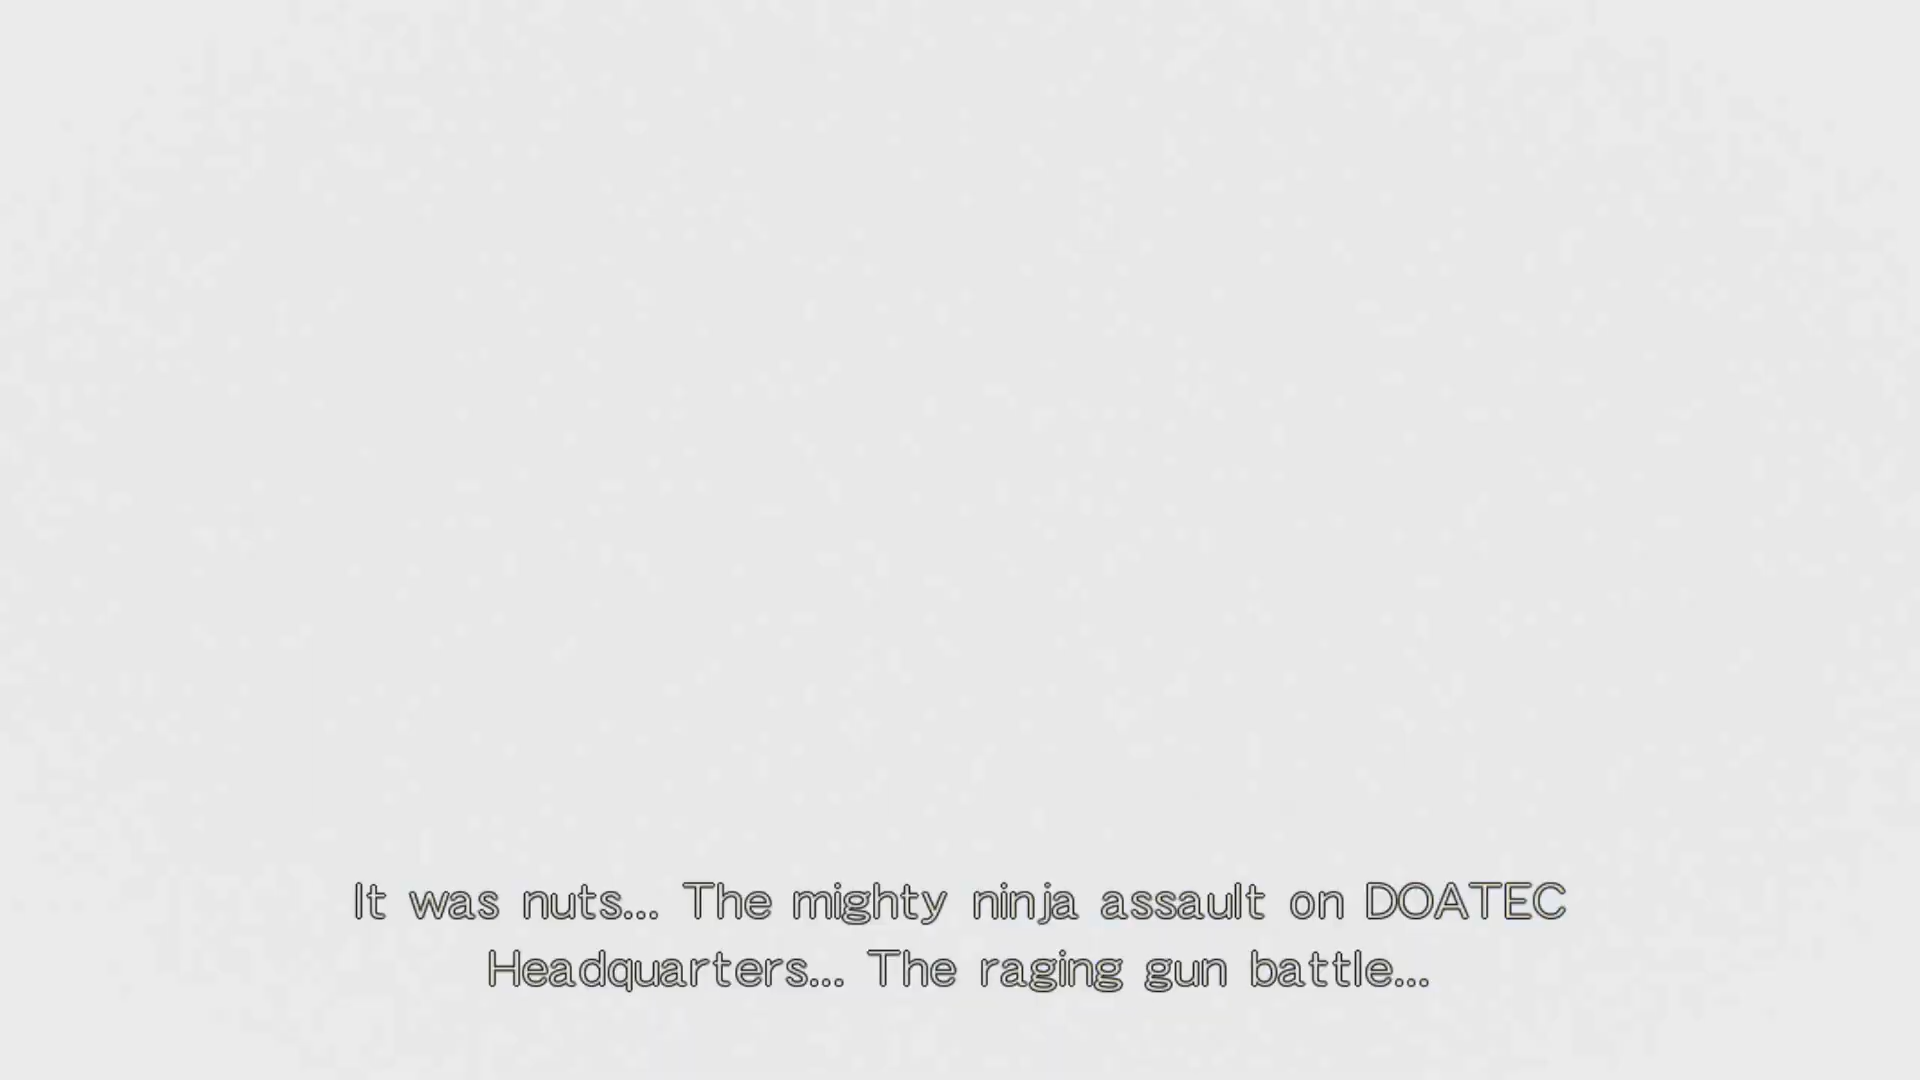 It was nuts... The mighty ninja assault on DOATEC
Headquarters... The raging gun battle...